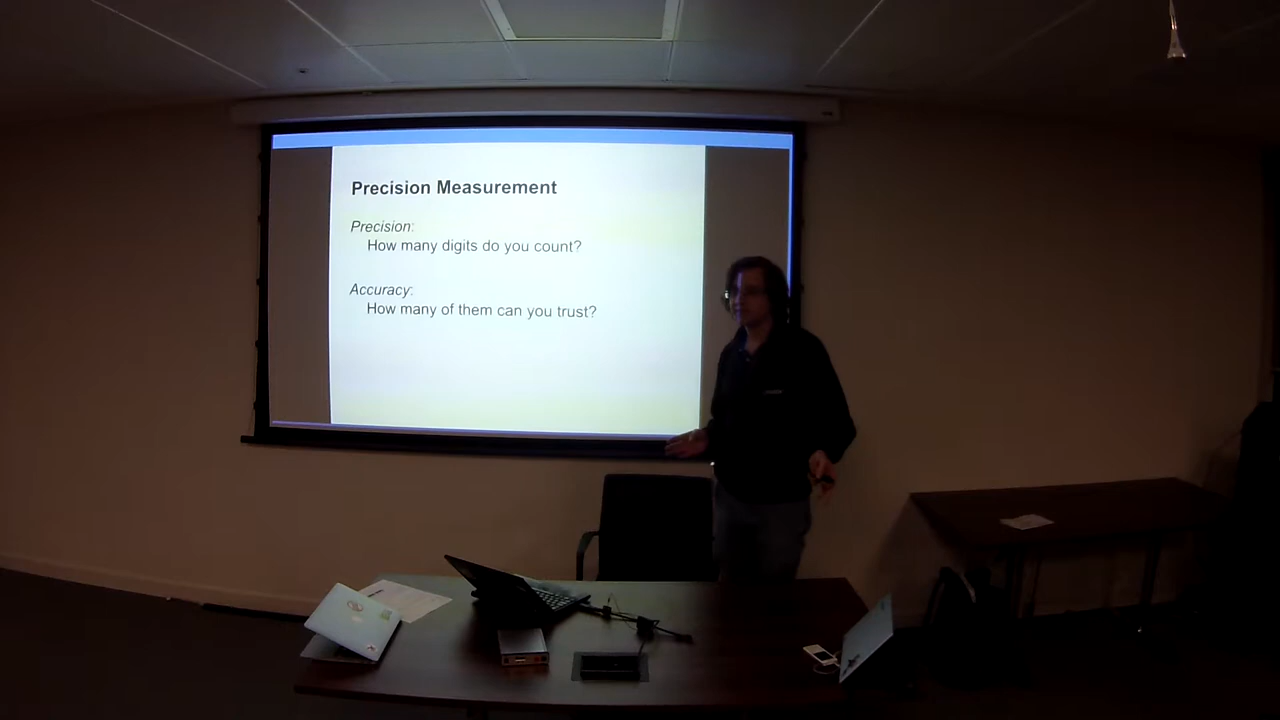 Precision Measurement
Precision:
How many digits do you count?
Accuracy:
How many of them can you trust?